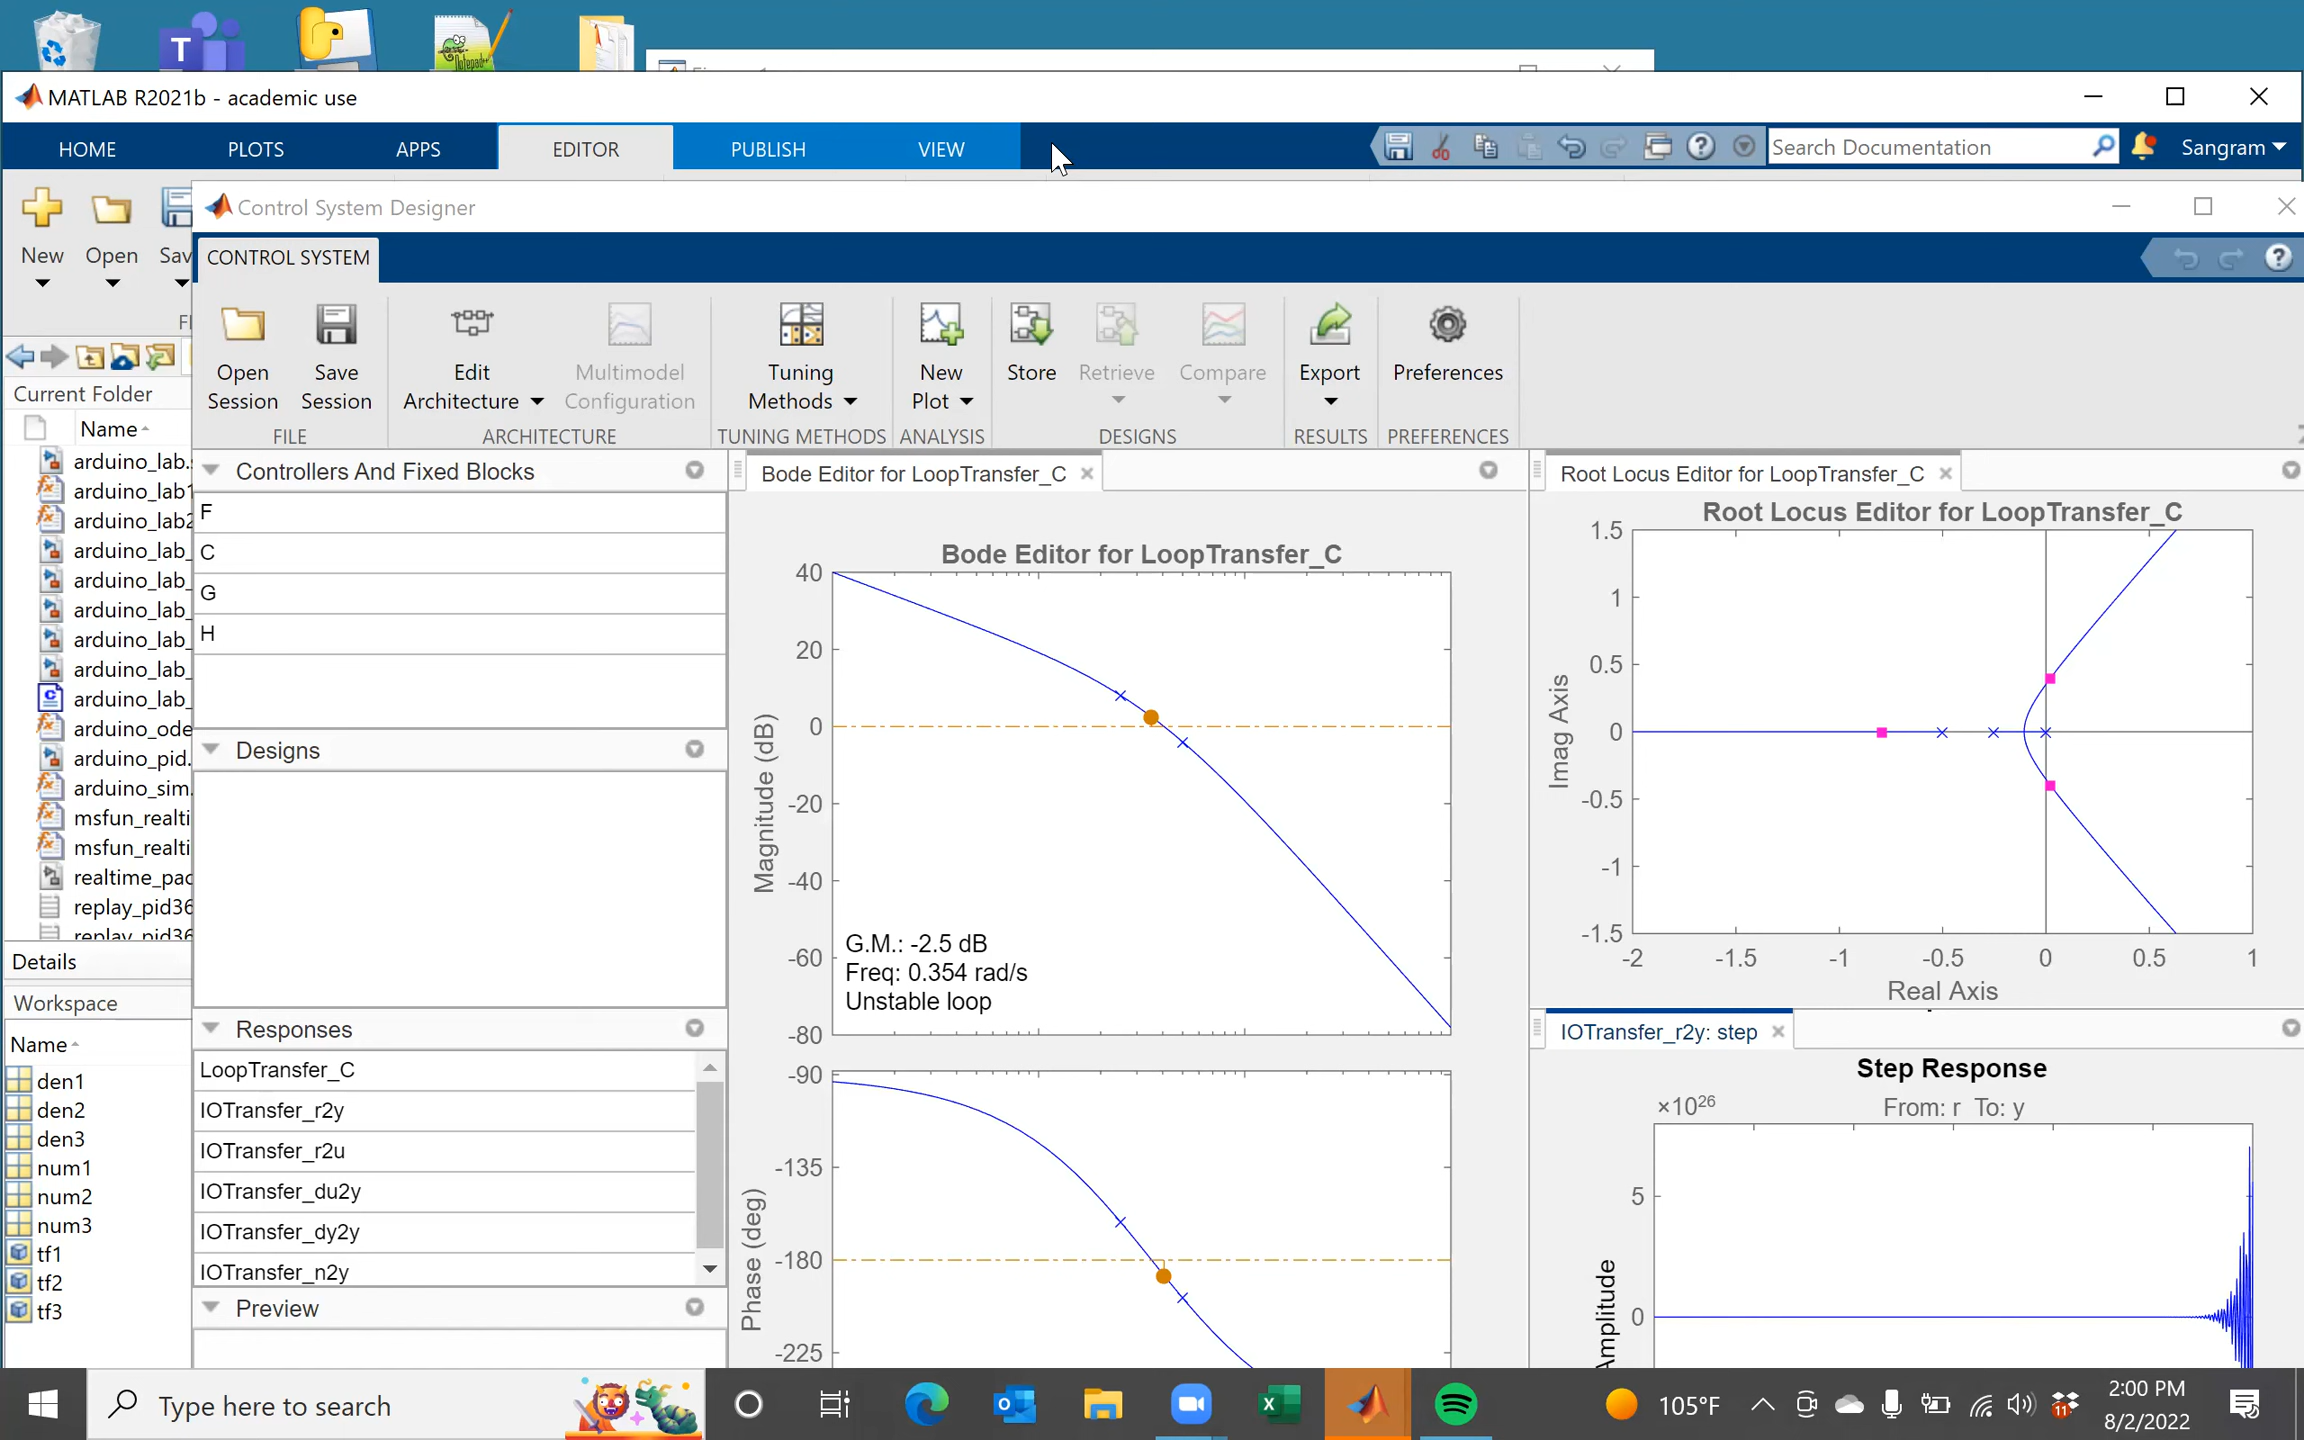 MATLAB R2021b - academic use
HOME PLOTS APPS EDITOR PUBLISH VIEW
Search Documentation
Sangram
New
Open
Sav
Control System Designer
CONTROL SYSTEM
Open Session
Save Session
FILE
Edit Architecture
Multimodel Configuration
ARCHITECTURE
Tuning Methods
TUNING METHODS
New Plot
ANALYSIS
Store
Retrieve
Compare
DESIGNS
Export
RESULTS
Preferences
PREFERENCES
Current Folder
Name
arduino_lab.
arduino_lab1
arduino_lab2
arduino_lab_
arduino_lab_
arduino_lab_
arduino_lab_
arduino_lab_
arduino_lab_
arduino_ode
arduino_pid.
arduino_sim.
msfun_realti
msfun_realti
realtime_pac
replay_pid36
replay_pid36
Details
Workspace
Name
den1
den2
den3
num1
num2
num3
tf1
tf2
tf3
Controllers And Fixed Blocks
F
C
G
H
Designs
Responses
LoopTransfer_C
IOTransfer_r2y
IOTransfer_r2u
IOTransfer_du2y
IOTransfer_dy2y
IOTransfer_n2y
Preview
Bode Editor for LoopTransfer_C
Bode Editor for LoopTransfer_C
40
20
0
-20
-40
-60
-80
Magnitude (dB)
G.M.: -2.5 dB
Freq: 0.354 rad/s
Unstable loop
-90
-135
-180
-225
Phase (deg)
Root Locus Editor for LoopTransfer_C
Root Locus Editor for LoopTransfer_C
1.5
1
0.5
0
-0.5
-1
-1.5
Imag Axis
-2 -1.5 -1 -0.5 0 0.5 1
Real Axis
IOTransfer_r2y: step
Step Response
From: r To: y
×10^26
5
0
Amplitude
Type here to search
105°F
11
2:00 PM
8/2/2022